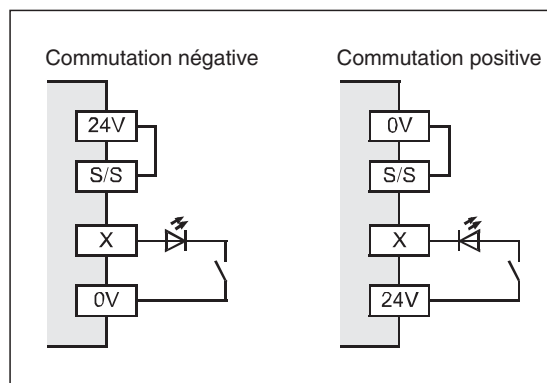 Commutation négative
24V
S/S
X
0V
Commutation positive
0V
S/S
X
24V